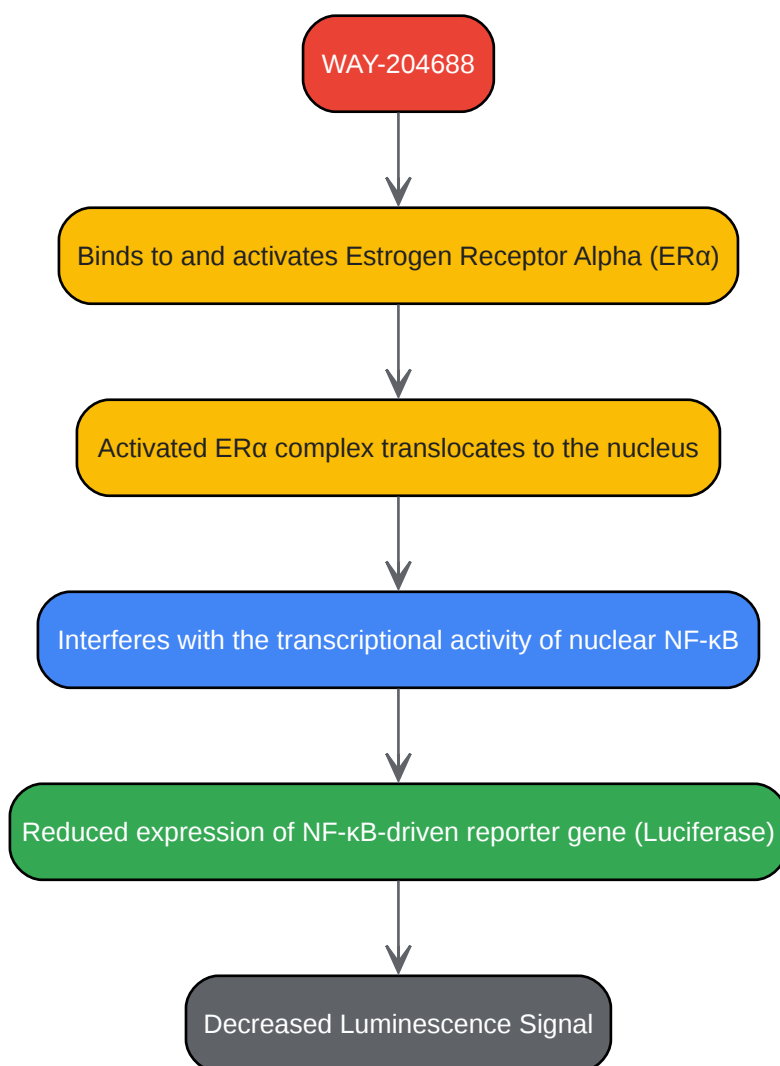 WAY-204688
Binds to and activates Estrogen Receptor Alpha (ERα)
Activated ERα complex translocates to the nucleus
Interferes with the transcriptional activity of nuclear NF-κB
Reduced expression of NF-κB-driven reporter gene (Luciferase)
Decreased Luminescence Signal